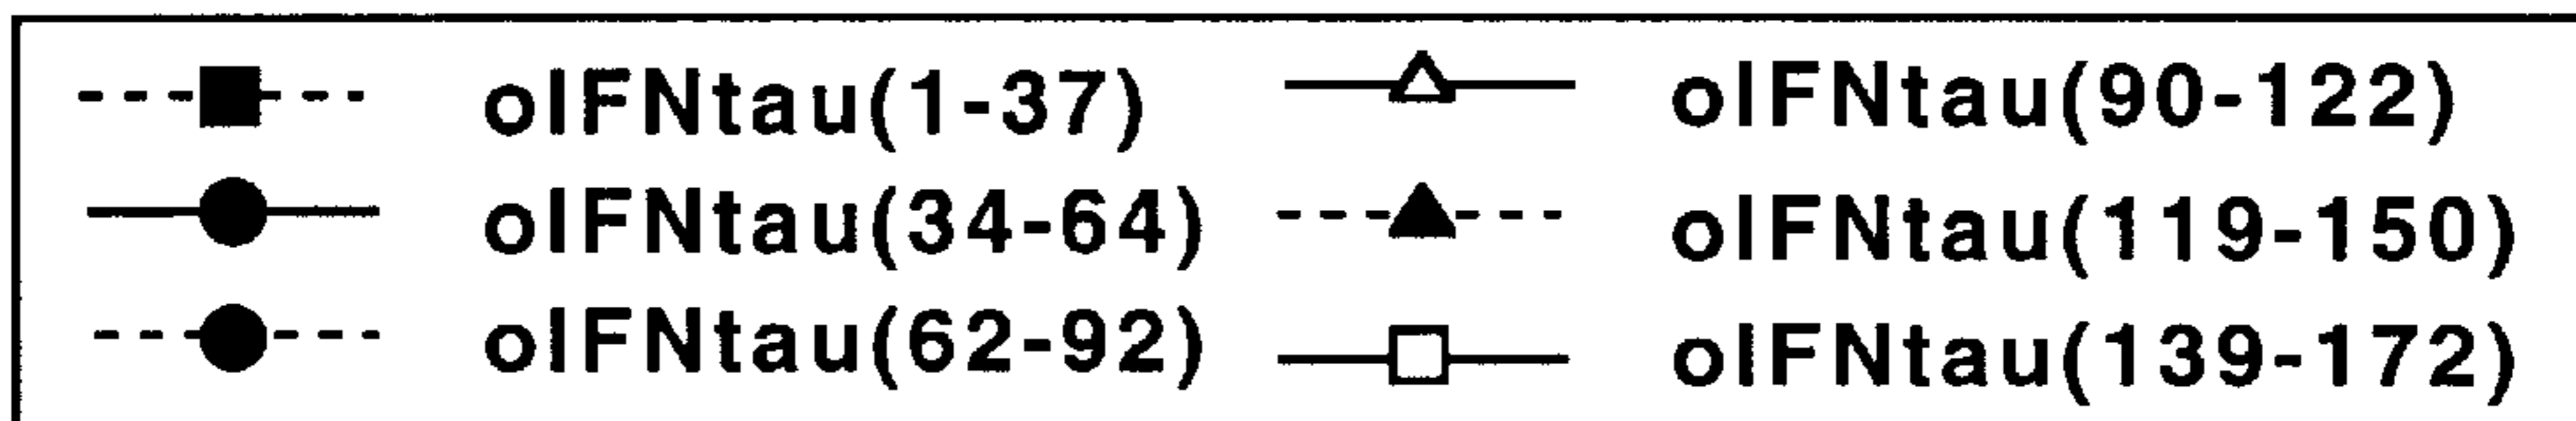 oIFNtau(1-37)
oIFNtau(34-64)
oIFNtau(62-92)
oIFNtau(90-122)
oIFNtau(119-150)
oIFNtau(139-172)